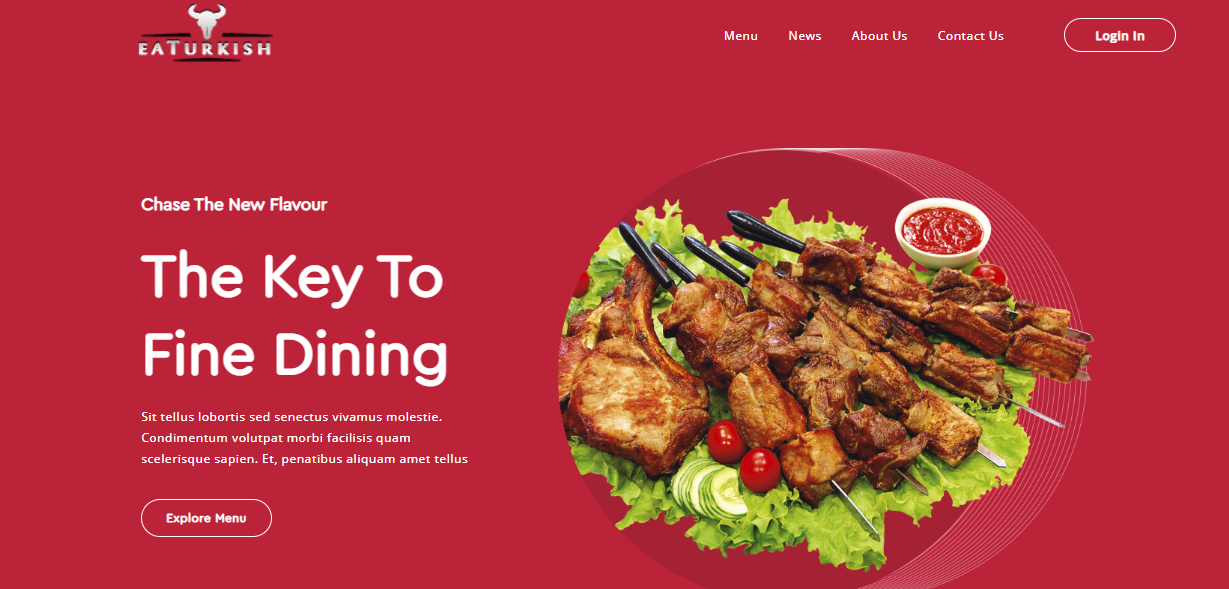 EATURKISH
Menu News About Us Contact Us Login In
Chase The New Flavour
The Key To
Fine Dining
Sit tellus lobortis sed senectus vivamus molestie.
Condimentum volutpat morbi facilisis quam
scelerisque sapien. Et, penatibus aliquam amet tellus
Explore Menu